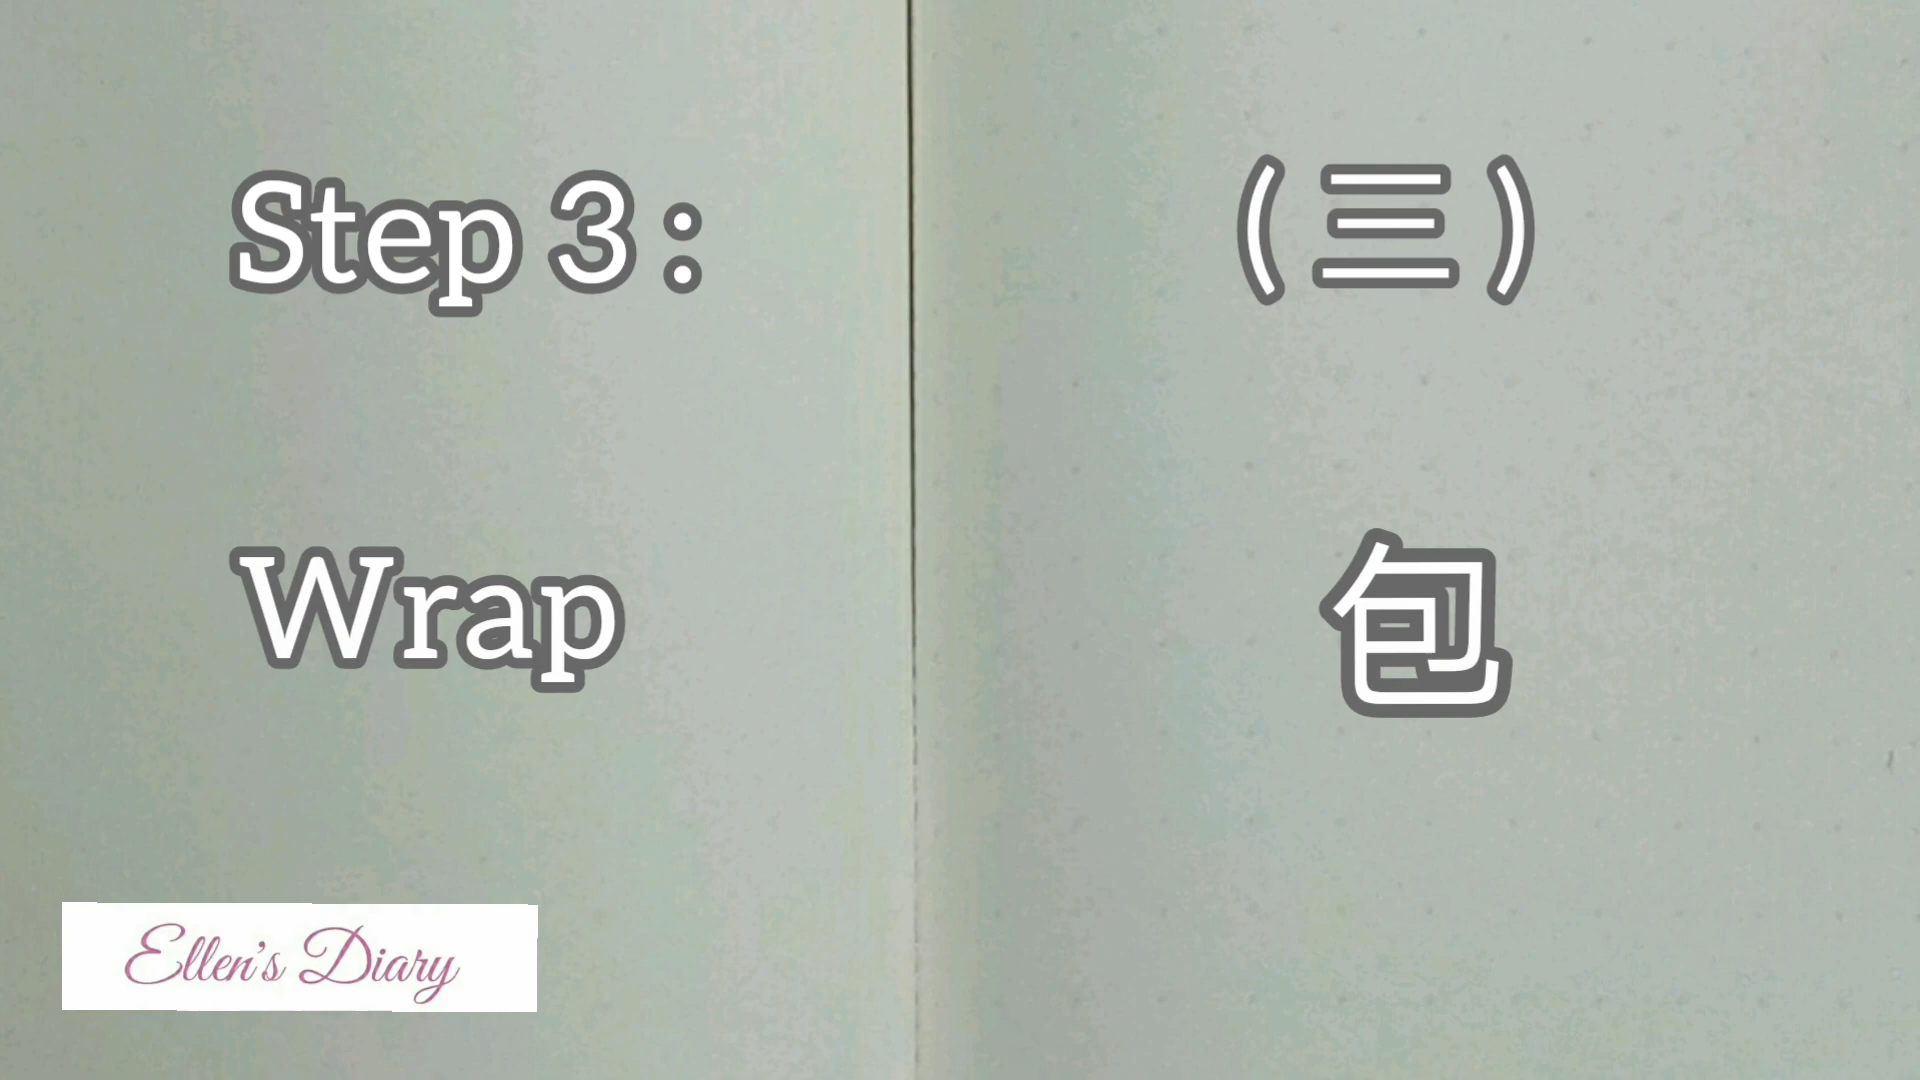 Step 3 :
Wrap
(三)
包
Ellen's Diary